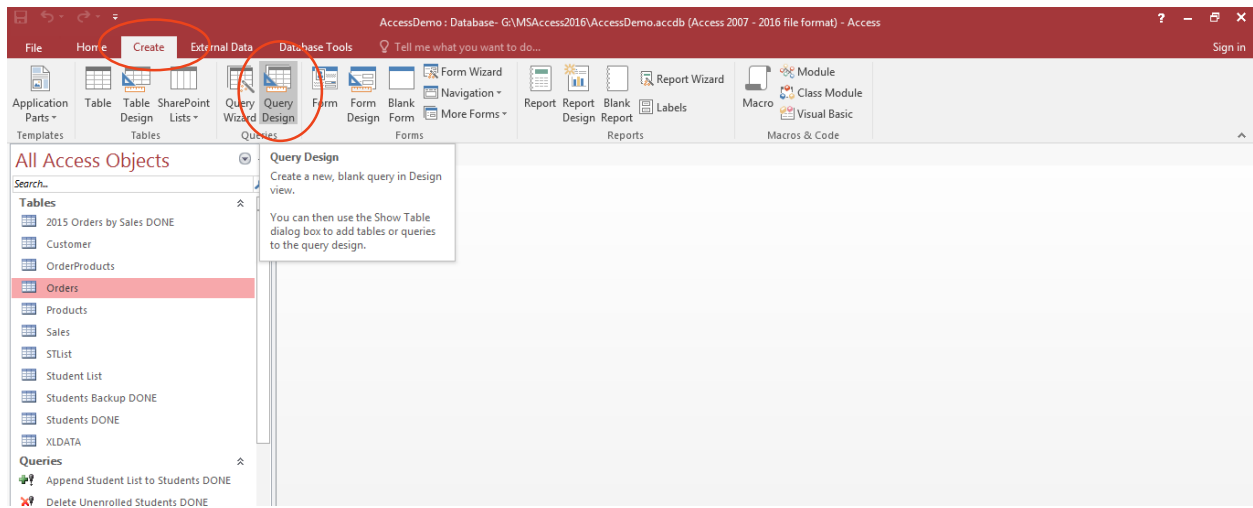 AccessDemo : Database- G:\MSAccess2016\AccessDemo.accdb (Access 2007 - 2016 file format) - Access
?
File Home Create External Data Database Tools Tell me what you want to do... Sign in
Application Parts
Table
Table Design
SharePoint Lists
Query Wizard
Query Design
Form
Form Design
Blank Form
Form Wizard
Navigation
More Forms
Report
Report Design
Blank Report
Report Wizard
Labels
Macro
Module
Class Module
Visual Basic
Templates Tables Queries Forms Reports Macros & Code
All Access Objects
Search...
Tables
2015 Orders by Sales DONE
Customer
OrderProducts
Orders
Products
Sales
STList
Student List
Students Backup DONE
Students DONE
XLDATA
Queries
Append Student List to Students DONE
Delete Unenrolled Students DONE
Query Design
Create a new, blank query in Design
view.
You can then use the Show Table
dialog box to add tables or queries
to the query design.